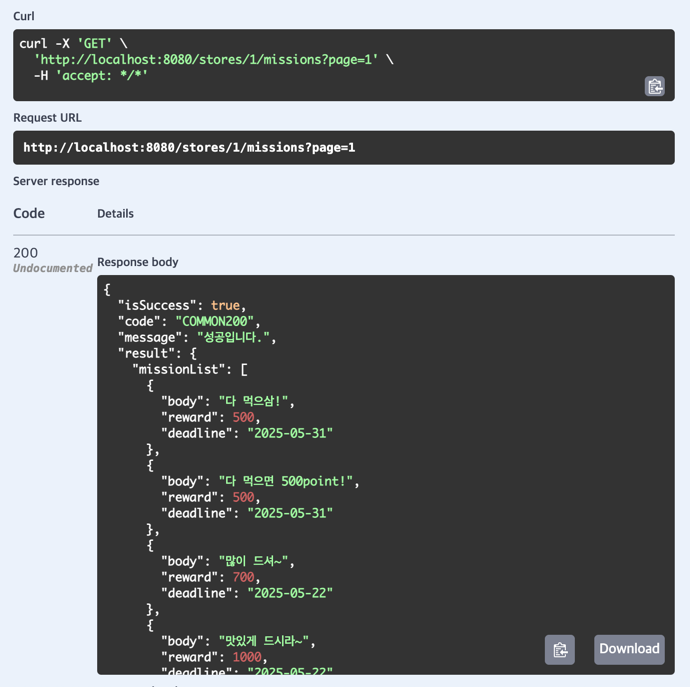 Curl
curl -X 'GET' \
  'http://localhost:8080/stores/1/missions?page=1' \
  -H 'accept: */*'
Request URL
http://localhost:8080/stores/1/missions?page=1
Server response
Code Details
200
Undocumented
Response body
{
  "isSuccess": true,
  "code": "COMMON200",
  "message": "성공입니다.",
  "result": {
    "missionList": [
      {
        "body": "다 먹으삼!",
        "reward": 500,
        "deadline": "2025-05-31"
      },
      {
        "body": "다 먹으면 500point!",
        "reward": 500,
        "deadline": "2025-05-31"
      },
      {
        "body": "많이 드셔~",
        "reward": 700,
        "deadline": "2025-05-22"
      },
      {
        "body": "맛있게 드시라~",
        "reward": 1000,
        "deadline": "2025-05-22"
Download